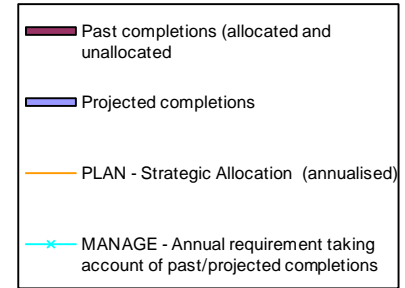 Past completions (allocated and
unallocated
Projected completions
PLAN - Strategic Allocation (annualised)
MANAGE - Annual requirement taking
account of past/projected completions